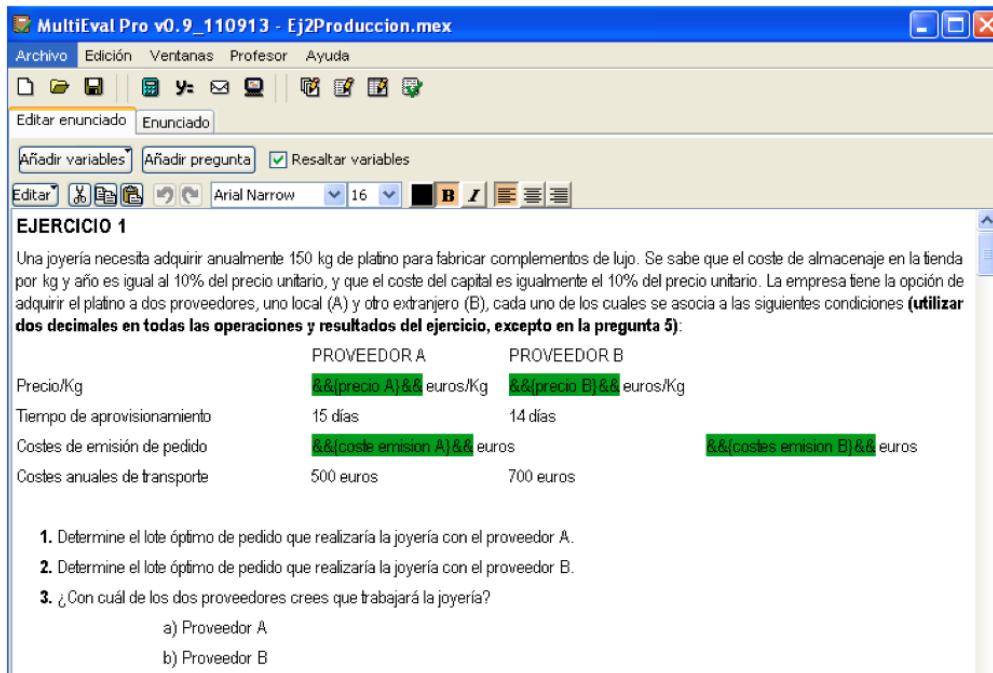 MultiEval Pro v0.9_110913 - Ej2Produccion.mex
Archivo Edición Ventanas Profesor Ayuda
y=
Editar enunciado Enunciado
Añadir variables Añadir pregunta Resaltar variables
Editar Arial Narrow 16 B I
EJERCICIO 1
Una joyería necesita adquirir anualmente 150 kg de platino para fabricar complementos de lujo. Se sabe que el coste de almacenaje en la tienda
por kg y año es igual al 10% del precio unitario, y que el coste del capital es igualmente el 10% del precio unitario. La empresa tiene la opción de
adquirir el platino a dos proveedores, uno local (A) y otro extranjero (B), cada uno de los cuales se asocia a las siguientes condiciones (utilizar
dos decimales en todas las operaciones y resultados del ejercicio, excepto en la pregunta 5):
PROVEEDOR A PROVEEDOR B
Precio/Kg &&{precio A}&& euros/Kg &&{precio B}&& euros/Kg
Tiempo de aprovisionamiento 15 días 14 días
Costes de emisión de pedido &&{coste emision A}&& euros &&{costes emision B}&& euros
Costes anuales de transporte 500 euros 700 euros
1. Determine el lote óptimo de pedido que realizaría la joyería con el proveedor A.
2. Determine el lote óptimo de pedido que realizaría la joyería con el proveedor B.
3. ¿Con cuál de los dos proveedores crees que trabajará la joyería?
a) Proveedor A
b) Proveedor B